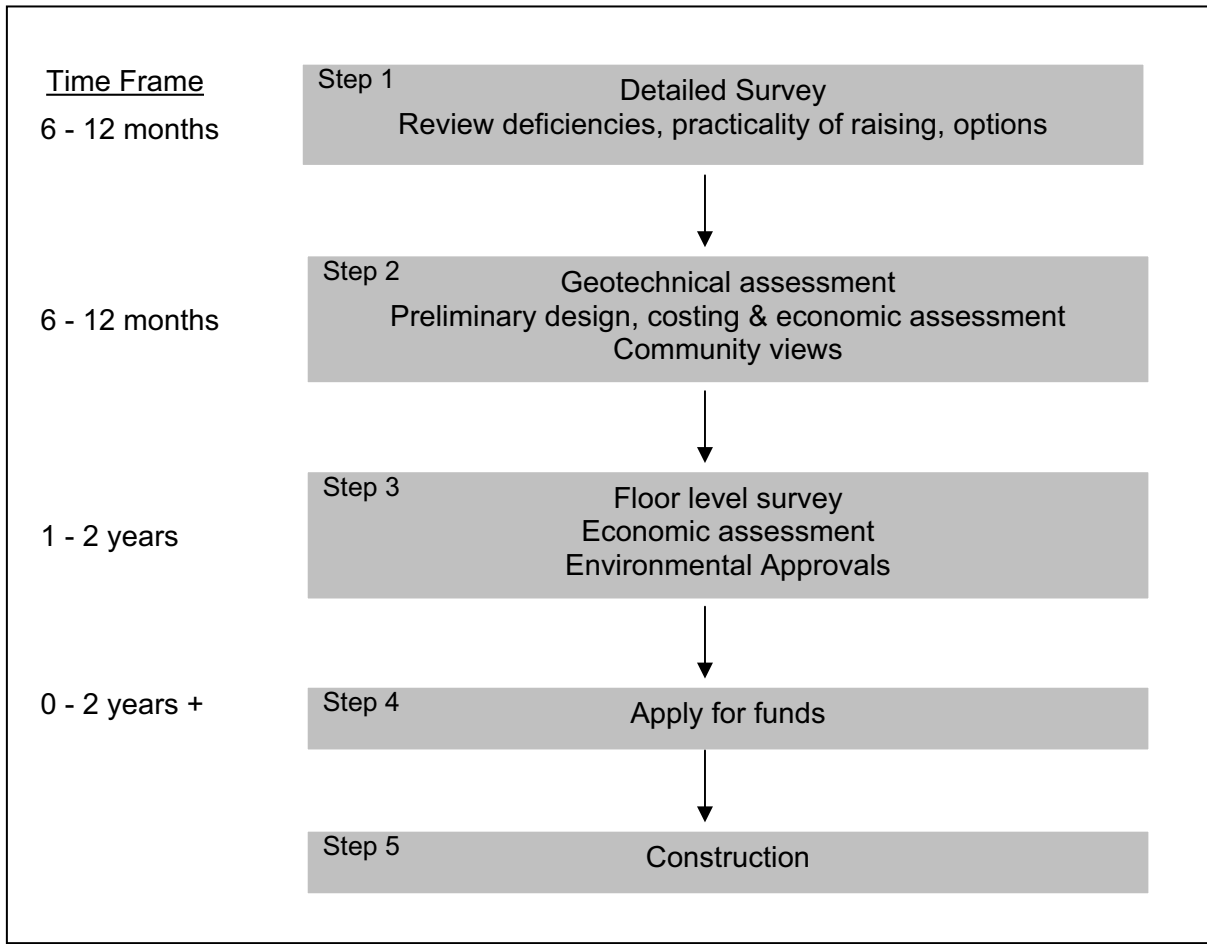 Time Frame
6 - 12 months
Step 1
Detailed Survey
Review deficiencies, practicality of raising, options
6 - 12 months
Step 2
Geotechnical assessment
Preliminary design, costing & economic assessment
Community views
1 - 2 years
Step 3
Floor level survey
Economic assessment
Environmental Approvals
0 - 2 years +
Step 4
Apply for funds
Step 5
Construction